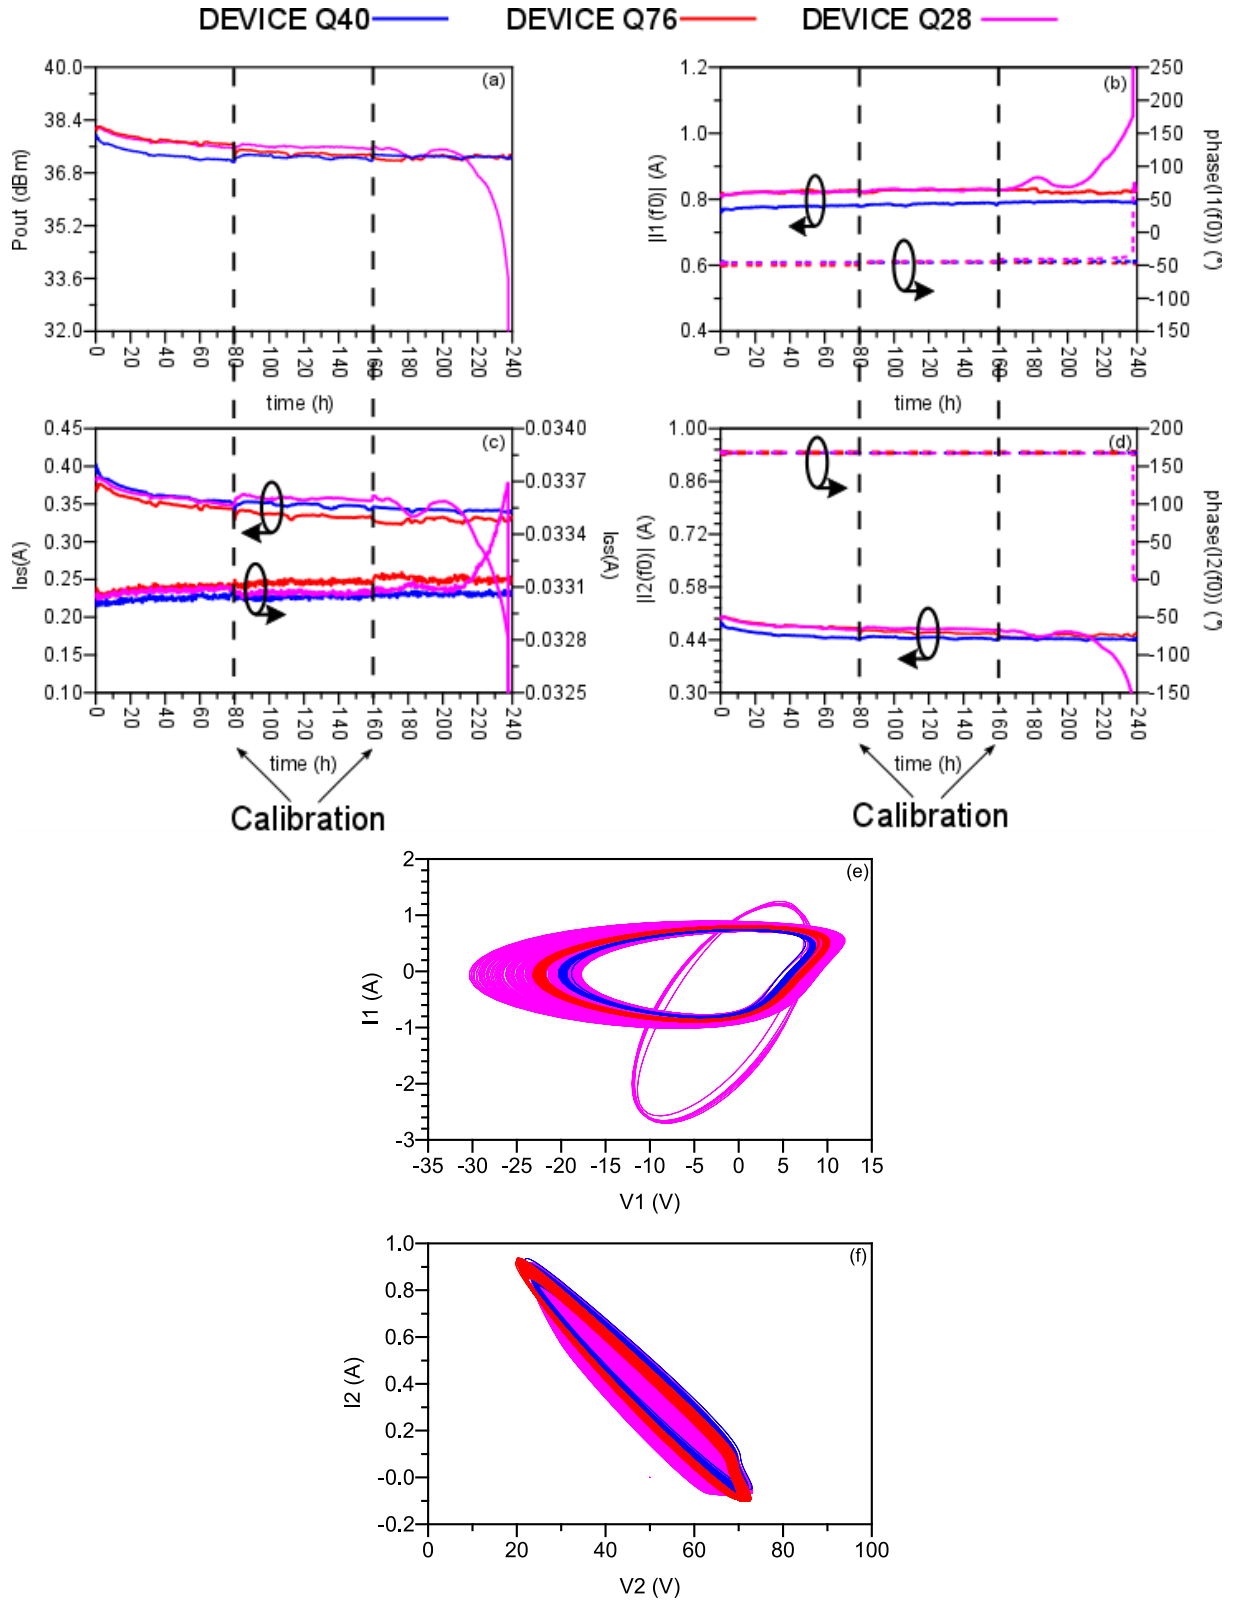 DEVICE Q40 DEVICE Q76 DEVICE Q28
(a)
Pout (dBm)
40.0
38.4
36.8
35.2
33.6
32.0
0 20 40 60 80 100 120 140 160 180 200 220 240
time (h)
(b)
|I1(f0)| (A)
1.2
1.0
0.8
0.6
0.4
phase(I1(f0)) (°)
250
200
150
100
50
0
-50
-100
-150
0 20 40 60 80 100 120 140 160 180 200 220 240
time (h)
(c)
IDS(A)
0.45
0.40
0.35
0.30
0.25
0.20
0.15
0.10
IGS(A)
0.0340
0.0337
0.0334
0.0331
0.0328
0.0325
0 20 40 60 80 100 120 140 160 180 200 220 240
time (h)
Calibration
(d)
|I2(f0)| (A)
1.00
0.86
0.72
0.58
0.44
0.30
phase(I2(f0)) (°)
200
150
100
50
0
-50
-100
-150
0 20 40 60 80 100 120 140 160 180 200 220 240
time (h)
Calibration
(e)
I1 (A)
2
1
0
-1
-2
-3
-35 -30 -25 -20 -15 -10 -5 0 5 10 15
V1 (V)
(f)
I2 (A)
1.0
0.8
0.6
0.4
0.2
-0.0
-0.2
0 20 40 60 80 100
V2 (V)